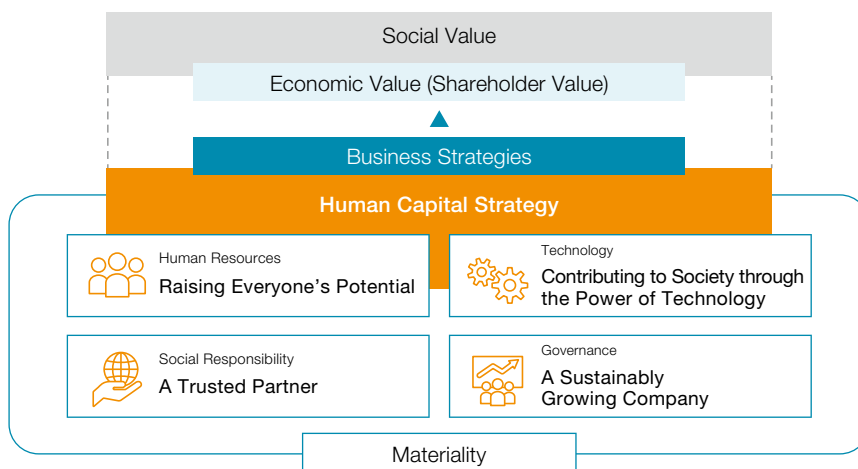 Social Value
Economic Value (Shareholder Value)
Business Strategies
Human Capital Strategy
Human Resources
Raising Everyone’s Potential
Technology
Contributing to Society through
the Power of Technology
Social Responsibility
A Trusted Partner
Governance
A Sustainably
Growing Company
Materiality